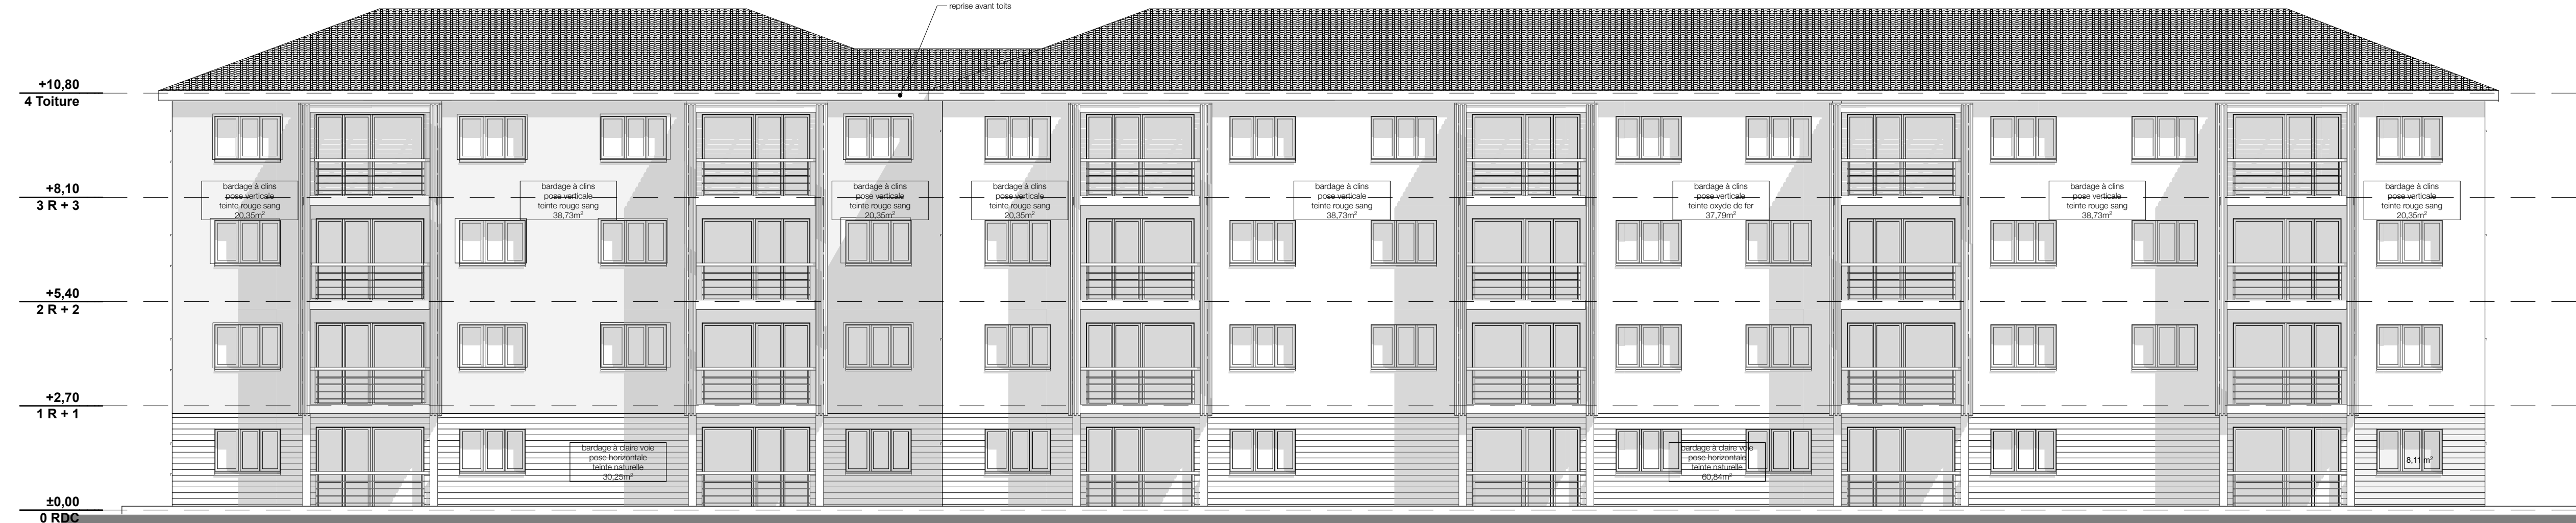 reprise avant toits
+10,80
4 Toiture
+8,10
3 R + 3
+5,40
2 R + 2
+2,70
1 R + 1
±0,00
0 RDC
bardage à clins
pose verticale
teinte rouge sang
20,35m²
bardage à clins
pose verticale
teinte rouge sang
38,73m²
bardage à clins
pose verticale
teinte rouge sang
20,35m²
bardage à clins
pose verticale
teinte rouge sang
20,35m²
bardage à clins
pose verticale
teinte rouge sang
38,73m²
bardage à clins
pose verticale
teinte oxyde de fer
37,79m²
bardage à clins
pose verticale
teinte rouge sang
38,73m²
bardage à clins
pose verticale
teinte rouge sang
20,35m²
bardage à claire voie
pose horizontale
teinte naturelle
30,25m²
bardage à claire voie
pose horizontale
teinte naturelle
60,84m²
8,11 m²